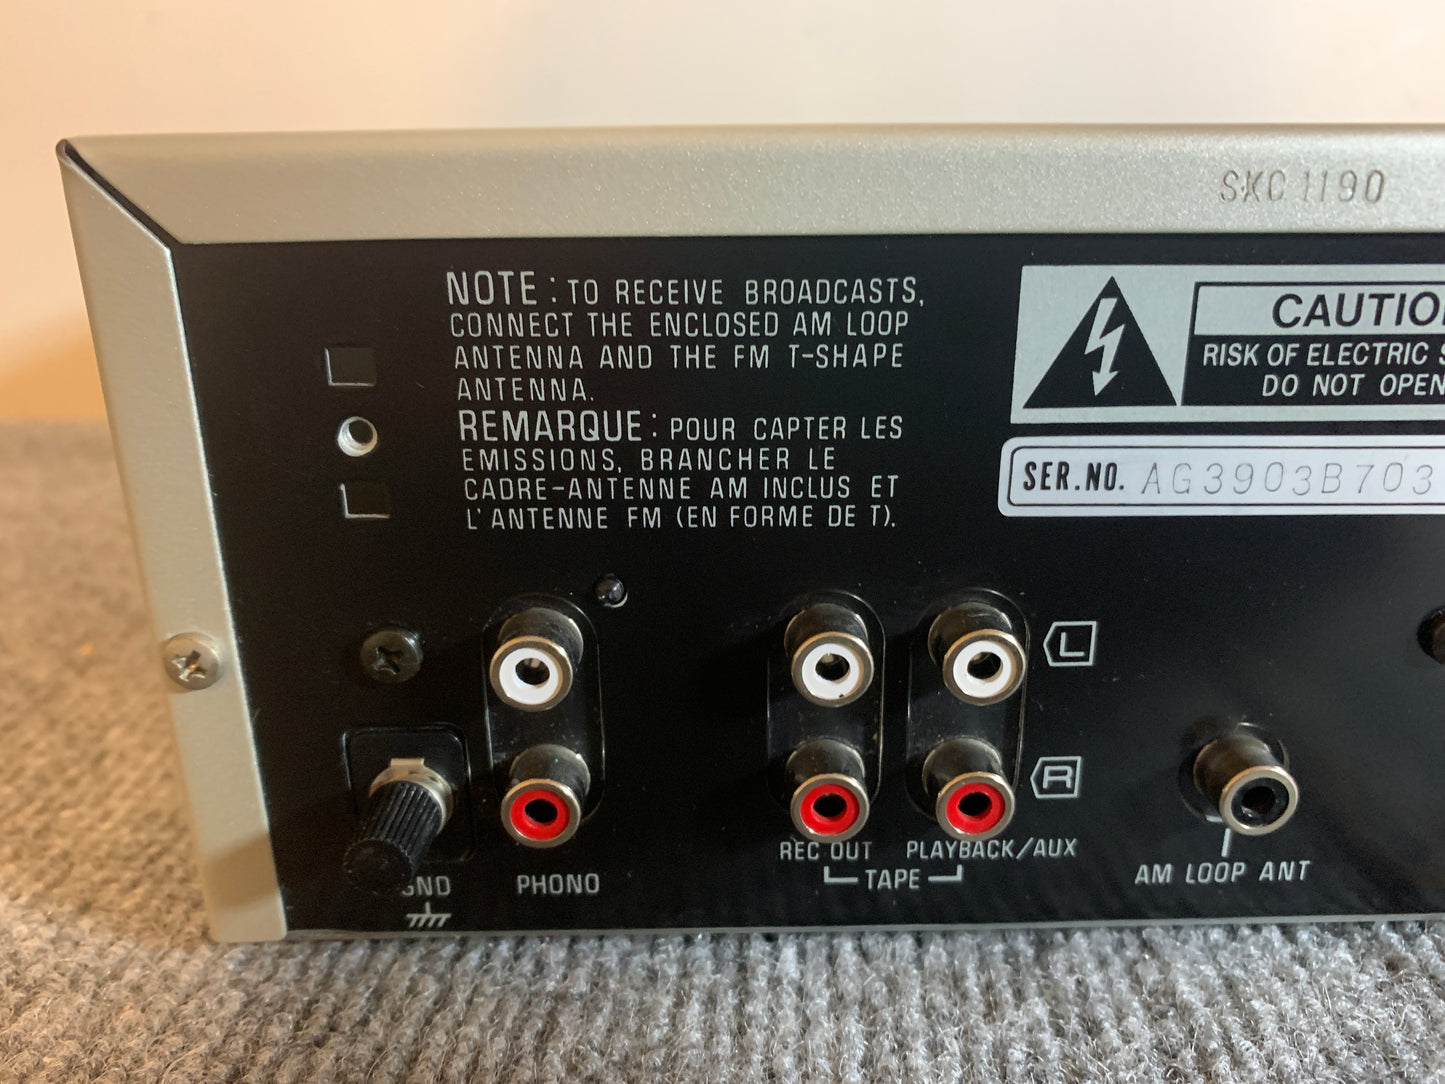 SKC 1190
NOTE : TO RECEIVE BROADCASTS,
CONNECT THE ENCLOSED AM LOOP
ANTENNA AND THE FM T-SHAPE
ANTENNA.
REMARQUE : POUR CAPTER LES
EMISSIONS, BRANCHER LE
CADRE-ANTENNE AM INCLUS ET
L'ANTENNE FM (EN FORME DE T).
RISK OF ELECTRIC
DO NOT OPEN
SER.NO. AG3903B703
L
R
REC OUT PLAYBACK/AUX
TAPE
GND
PHONO
AM LOOP ANT